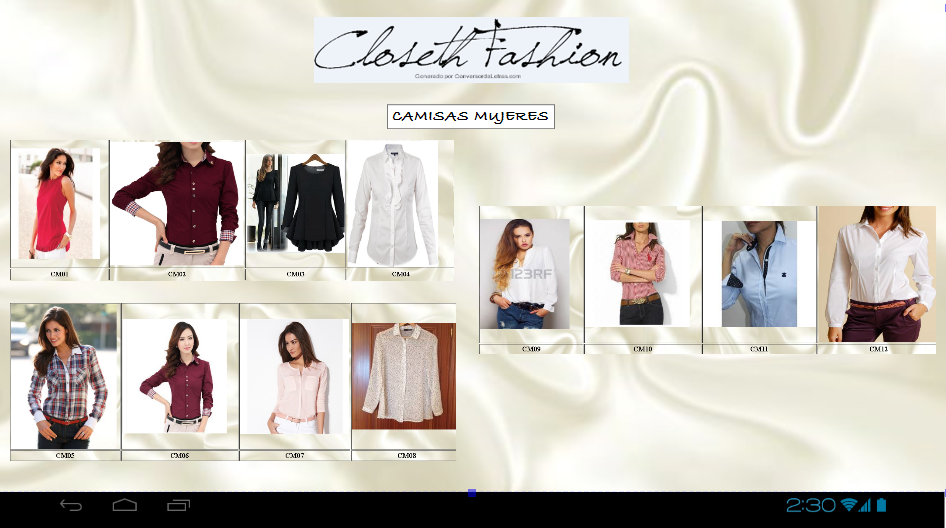 Closeth Fashion
Generado por ConversordeLetras.com
CAMISAS MUJERES
CM01 CM02 CM03 CM04
123RF
CM09 CM10 CM11 CM12
CM05 CM06 CM07 CM08
2:30